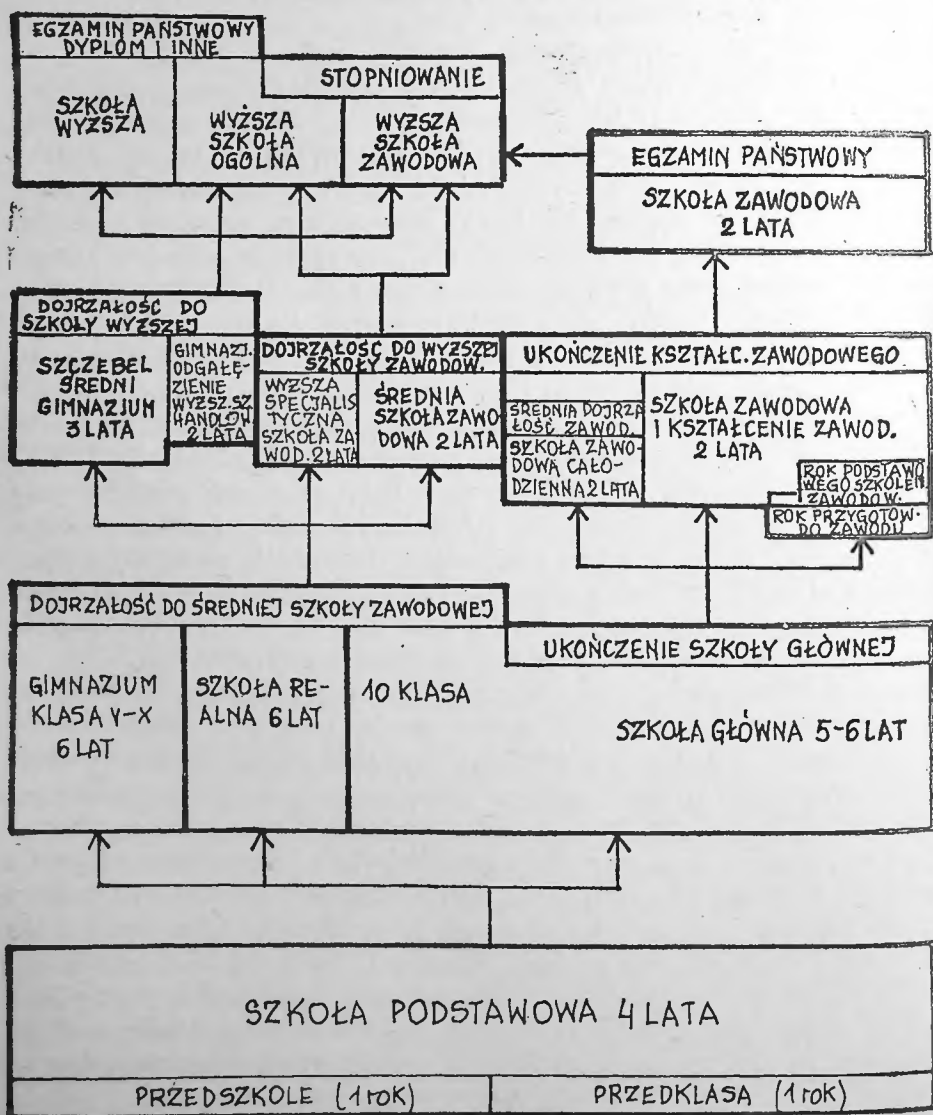 EGZAMIN PAŃSTWOWY
DYPLOM I INNE
STOPNIOWANIE
SZKOŁA
WYŻSZA
WYŻSZA
SZKOŁA
OGÓLNA
WYŻSZA
SZKOŁA
ZAWODOWA
EGZAMIN PAŃSTWOWY
SZKOŁA ZAWODOWA
2 LATA
DOJRZAŁOŚĆ DO
SZKOŁY WYŻSZEJ
SZCZEBEL
ŚREDNI
GIMNAZJUM
3 LATA
GIMNAZJ.
ODGAŁĘ-
ZIENIE
WYŻSZ.SZ.
HANDLOW.
2 LATA
DOJRZAŁOŚĆ DO WYŻSZEJ
SZKOŁY ZAWODOW.
WYŻSZA
SPECJALIS
TYCZNA
SZKOŁA ZA
WOD. 2 LATA
ŚREDNIA
SZKOŁA ZAWO
DOWA 2 LATA
UKOŃCZENIE KSZTAŁC. ZAWODOWEGO
ŚREDNIA DOJRZA
ŁOŚĆ ZAWOD.
SZKOŁA ZAWO-
DOWA CAŁO-
DZIENNA 2 LATA
SZKOŁA ZAWODOWA
I KSZTAŁCENIE ZAWOD.
2 LATA
ROK PODSTAWO
WEGO SZKOLEN.
ZAWODOW.
ROK PRZYGOTOW.
DO ZAWODU
DOJRZAŁOŚĆ DO ŚREDNIEJ SZKOŁY ZAWODOWEJ
UKOŃCZENIE SZKOŁY GŁÓWNEJ
GIMNAZJUM
KLASA V-X
6 LAT
SZKOŁA RE-
ALNA 6 LAT
10 KLASA
SZKOŁA GŁÓWNA 5-6 LAT
SZKOŁA PODSTAWOWA 4 LATA
PRZEDSZKOLE (1 rok)
PRZEDKLASA (1 rok)